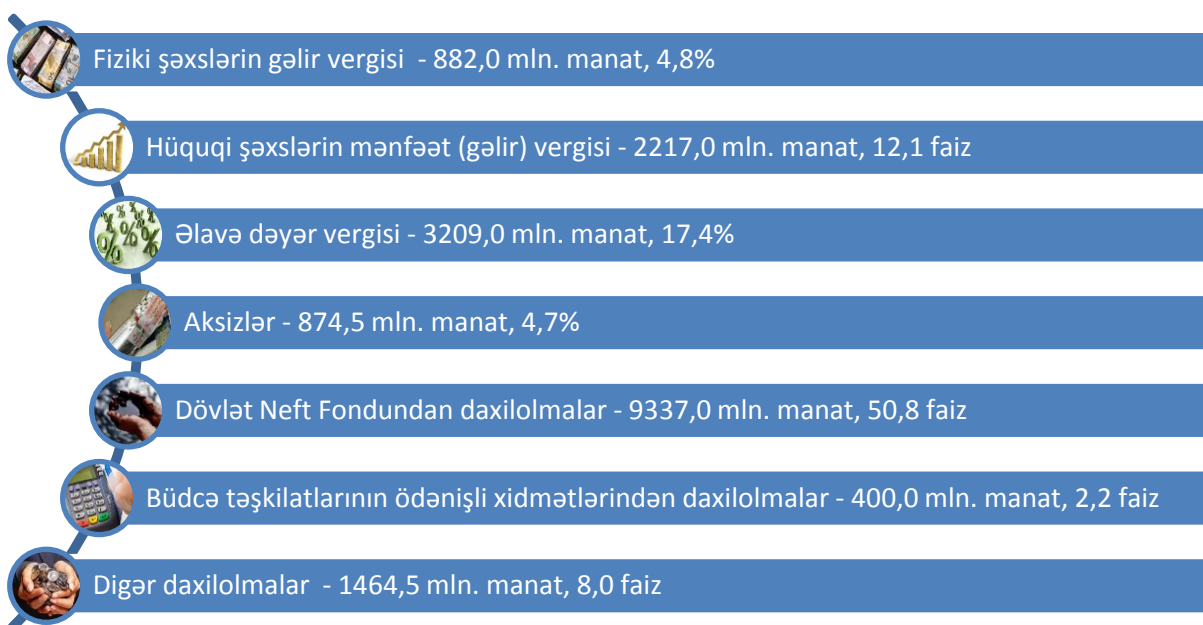 Fiziki şəxslərin gəlir vergisi - 882,0 mln. manat, 4,8%
Hüquqi şəxslərin mənfəət (gəlir) vergisi - 2217,0 mln. manat, 12,1 faiz
Əlavə dəyər vergisi - 3209,0 mln. manat, 17,4%
Aksizlər - 874,5 mln. manat, 4,7%
Dövlət Neft Fondundan daxilolmalar - 9337,0 mln. manat, 50,8 faiz
Büdcə təşkilatlarının ödənişli xidmətlərindən daxilolmalar - 400,0 mln. manat, 2,2 faiz
Digər daxilolmalar - 1464,5 mln. manat, 8,0 faiz